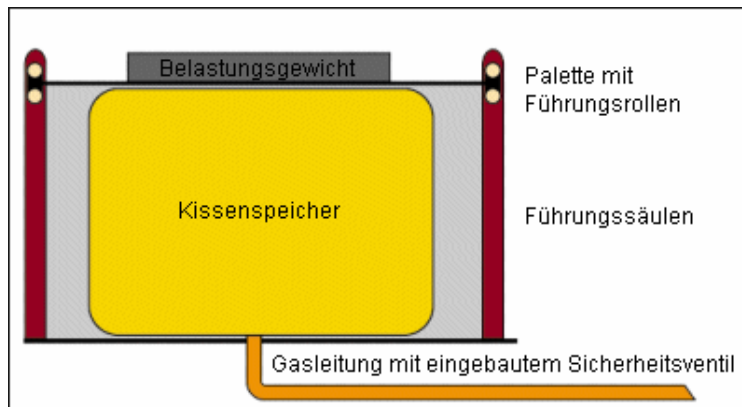 Belastungsgewicht
Palette mit
Führungsrollen
Kissenspeicher
Führungssäulen
Gasleitung mit eingebautem Sicherheitsventil